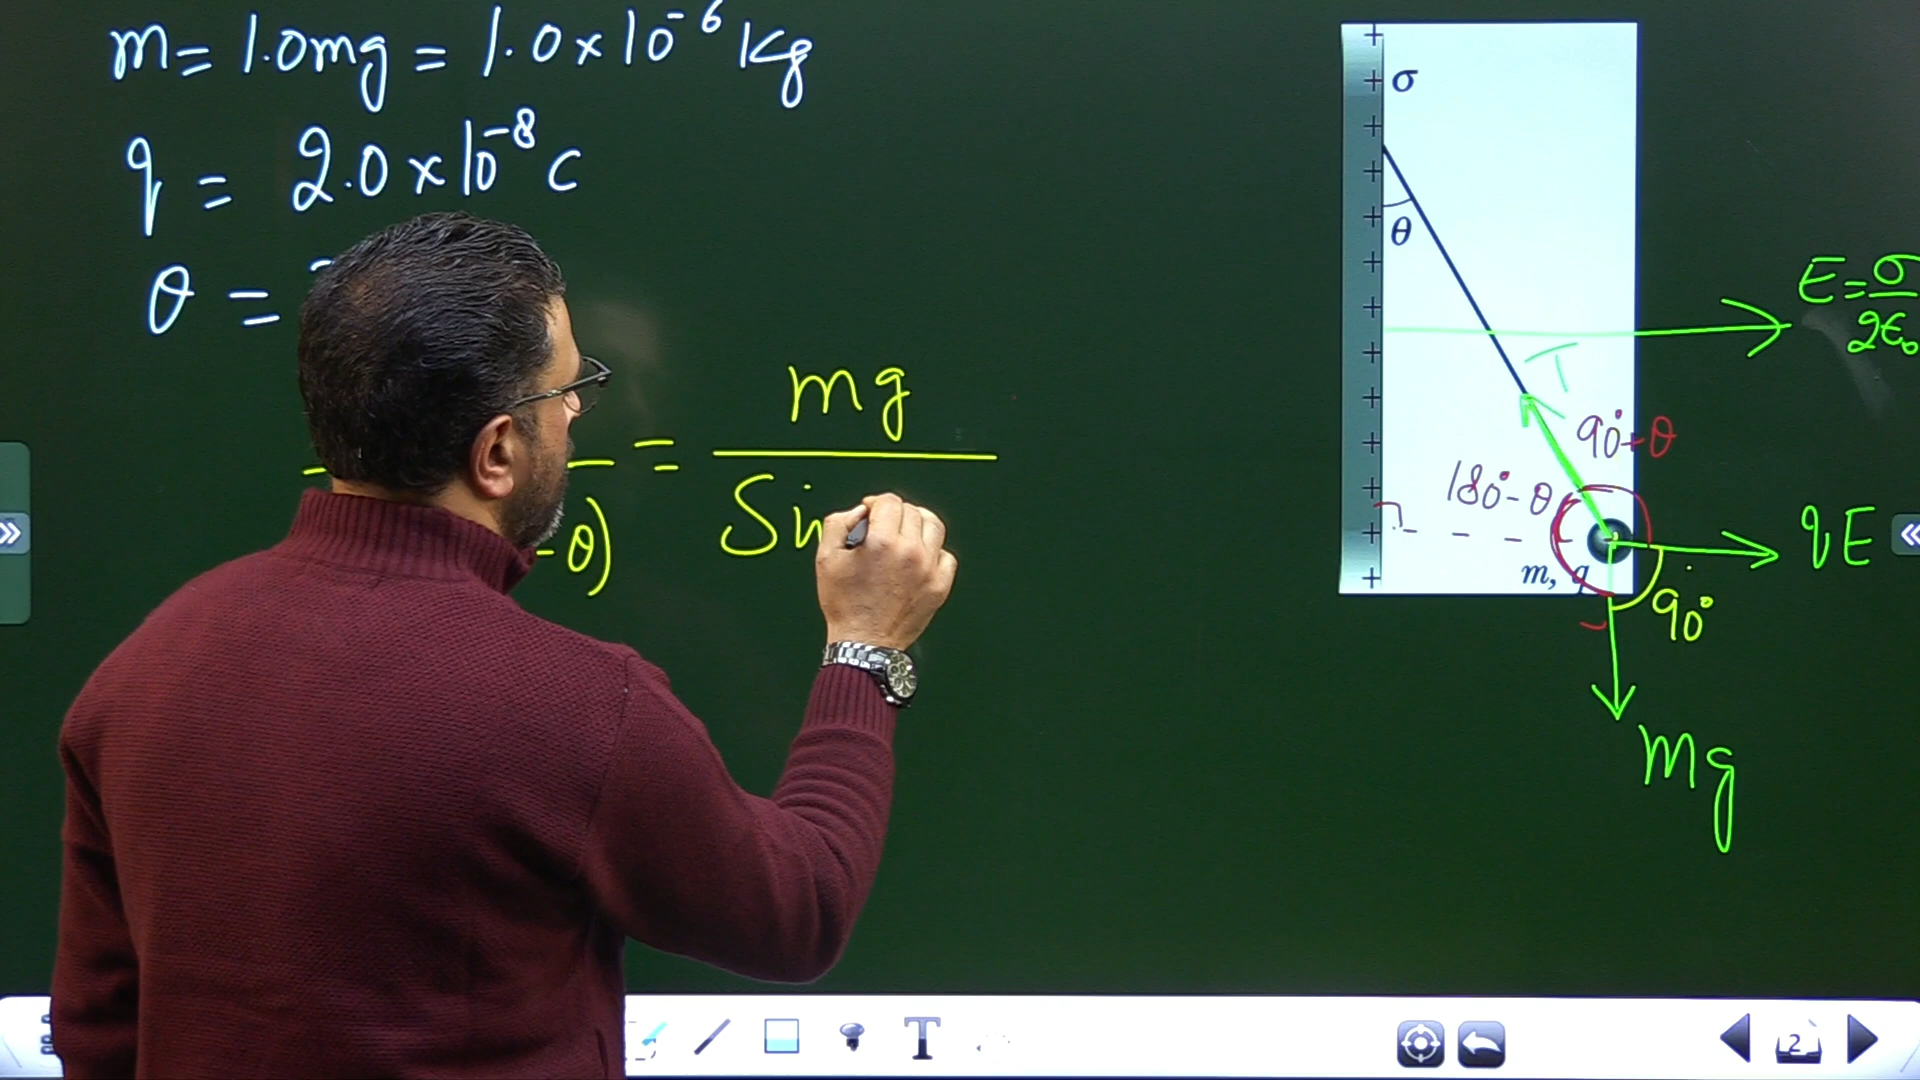 m = 1.0mg = 1.0 × 10⁻⁶ Kg
q = 2.0 × 10⁻⁸ C
θ =
= mg
-θ) Sin
σ
θ
E = σ
2ϵ₀
T
90° + θ
180° - θ
qE
m, q
90°
mg
T
2